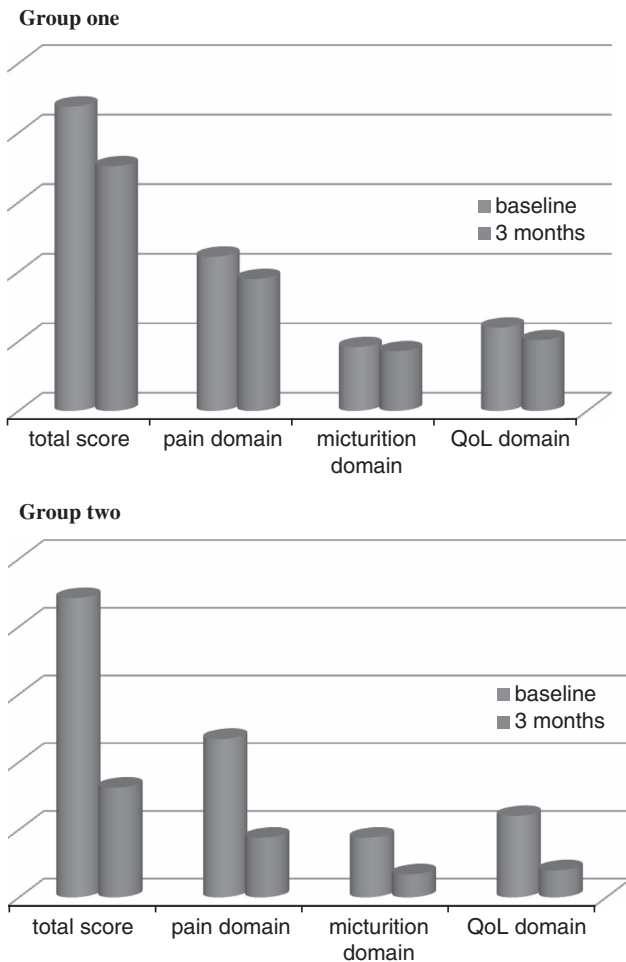 Group one
baseline
3 months
total score pain domain micturition domain QoL domain
Group two
baseline
3 months
total score pain domain micturition domain QoL domain